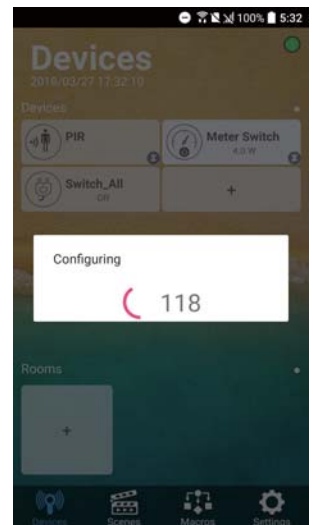 100% 5:32
Devices
2018/03/27 17:32:10
Devices
PIR
Meter Switch
4.0 W
Switch_All
Off
+
Configuring
118
Rooms
+
Devices
Scenes
Macros
Settings